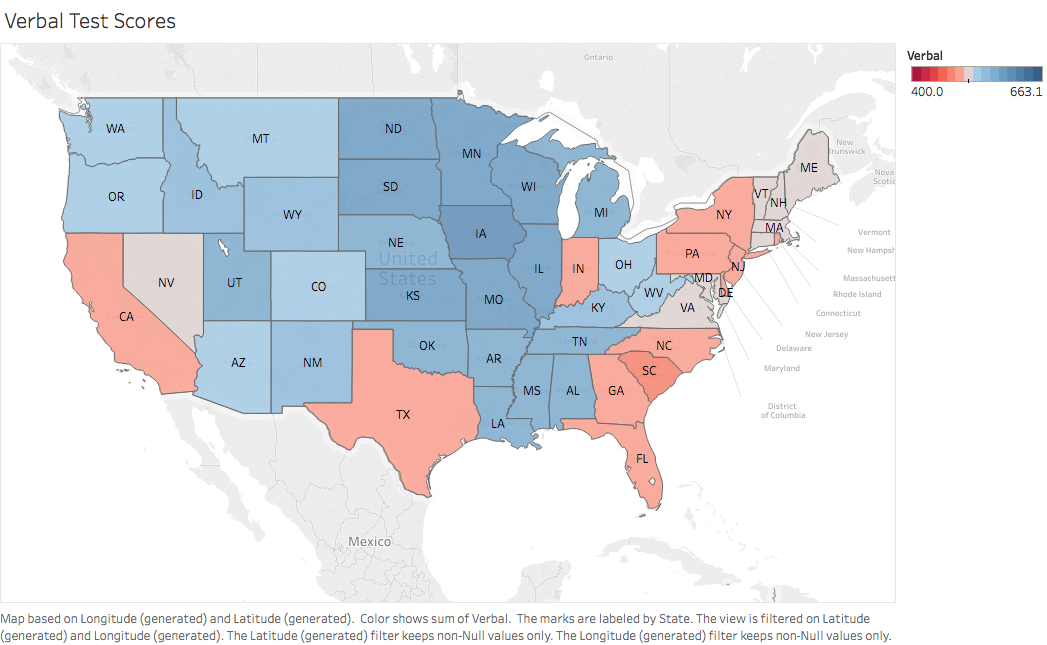 Verbal Test Scores
Verbal
400.0 663.1
Ontario
New
Brunswick
Nova
Scotia
WA
MT
ND
MN
ME
OR
ID
WY
SD
WI
MI
NY
VT
NH
MA
NV
UT
CO
NE
United
States
KS
IA
IL
IN
OH
PA
NJ
MD
DE
Vermont
New Hampsh
Massachusett
Rhode Island
Connecticut
New Jersey
Delaware
Maryland
District
of Columbia
CA
AZ
NM
OK
MO
KY
WV
VA
TN
NC
SC
AR
MS
AL
GA
TX
LA
FL
Mexico
Map based on Longitude (generated) and Latitude (generated).  Color shows sum of Verbal.  The marks are labeled by State. The view is filtered on Latitude
(generated) and Longitude (generated). The Latitude (generated) filter keeps non-Null values only. The Longitude (generated) filter keeps non-Null values only.